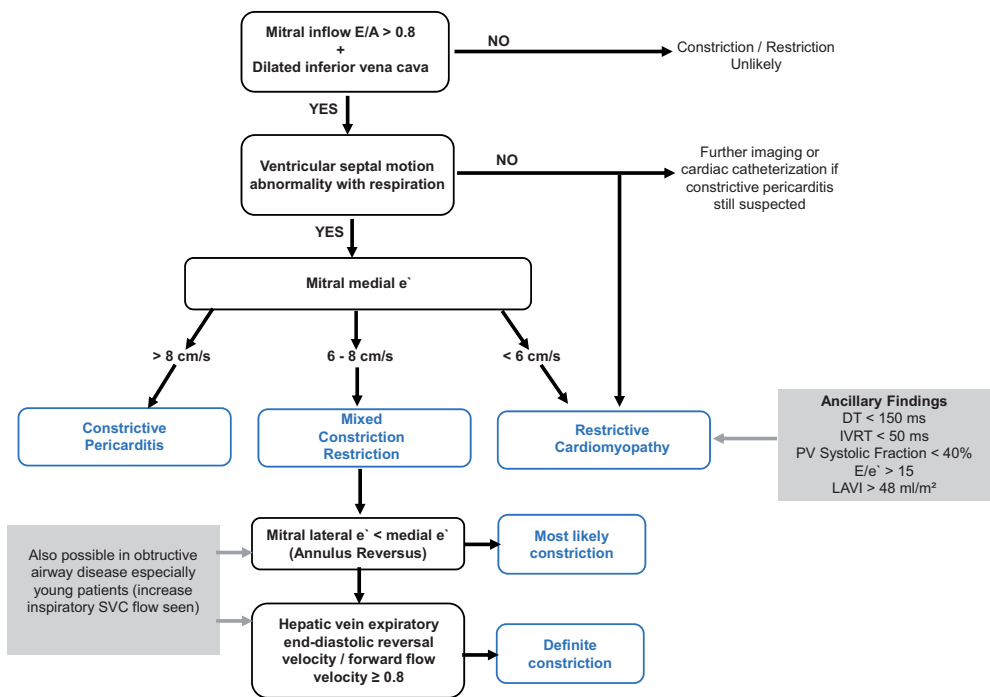 Mitral inflow E/A > 0.8
+
Dilated inferior vena cava
NO
Constriction / Restriction
Unlikely
YES
Ventricular septal motion
abnormality with respiration
NO
Further imaging or
cardiac catheterization if
constrictive pericarditis
still suspected
YES
Mitral medial e`
> 8 cm/s
6 - 8 cm/s
< 6 cm/s
Constrictive
Pericarditis
Mixed
Constriction
Restriction
Restrictive
Cardiomyopathy
Ancillary Findings
DT < 150 ms
IVRT < 50 ms
PV Systolic Fraction < 40%
E/e` > 15
LAVI > 48 ml/m²
Mitral lateral e` < medial e`
(Annulus Reversus)
Most likely
constriction
Also possible in obtructive
airway disease especially
young patients (increase
inspiratory SVC flow seen)
Hepatic vein expiratory
end-diastolic reversal
velocity / forward flow
velocity ≥ 0.8
Definite
constriction